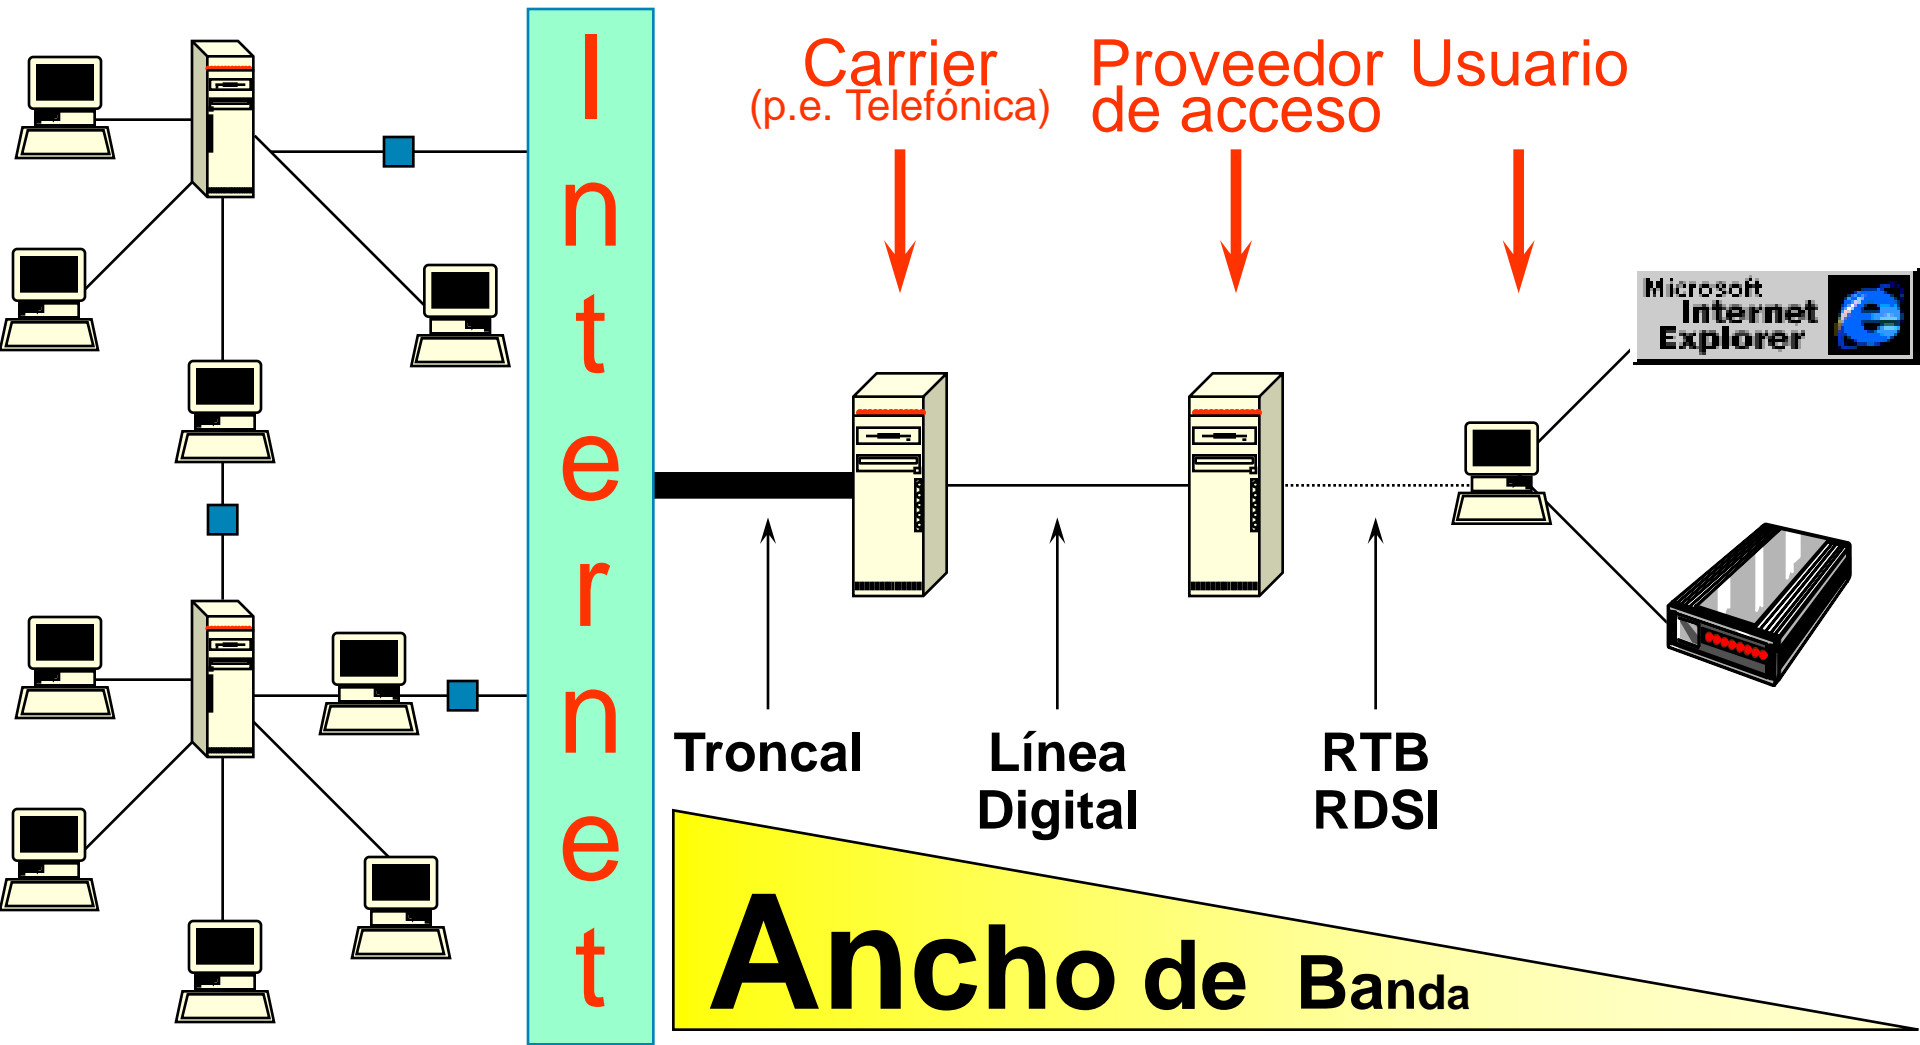 Internet
Carrier
(p.e. Telefónica)
Proveedor
de acceso
Usuario
Microsoft
Internet
Explorer
Troncal
Línea
Digital
RTB
RDSI
Ancho de Banda